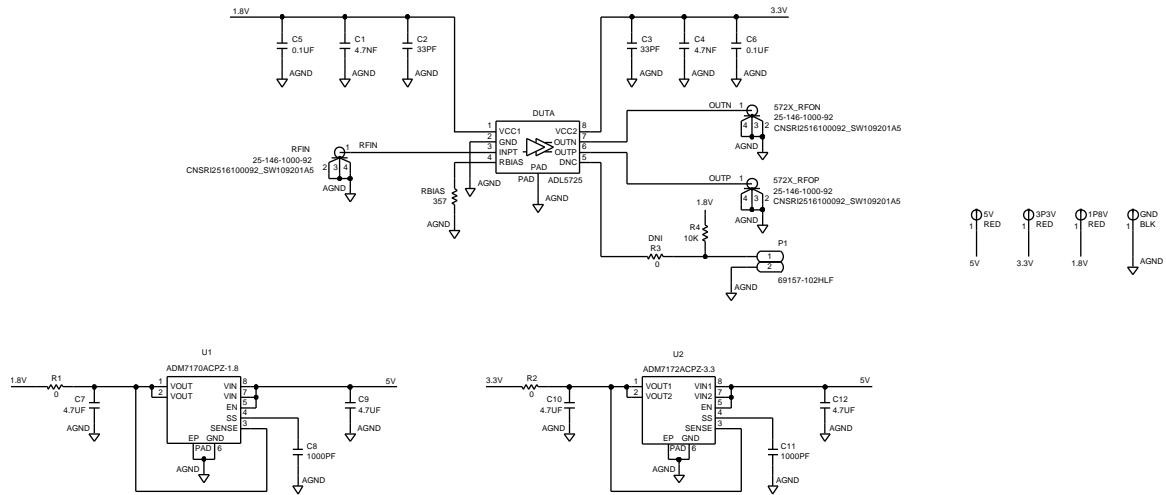 1.8V
3.3V
C5
0.1UF
AGND
C1
4.7NF
AGND
C2
33PF
AGND
C3
33PF
AGND
C4
4.7NF
AGND
C6
0.1UF
AGND
DUTA
1 VCC1
2 GND
3 INPT
4 RBIAS
VCC2 8
OUTN 7
OUTP 6
DNC 5
PAD
PAD
ADL5725
AGND
AGND
RFIN
25-146-1000-92
CNSRI2516100092_SW109201A5
1 RFIN
2 3 4
AGND
RBIAS
357
AGND
OUTN 1
572X_RFON
25-146-1000-92
CNSRI2516100092_SW109201A5
4 3 2
AGND
OUTP 1
572X_RFOP
25-146-1000-92
CNSRI2516100092_SW109201A5
4 3 2
AGND
1.8V
R4
10K
DNI
R3
0
P1
1
2
69157-102HLF
AGND
5V
RED
1
5V
3P3V
RED
1
3.3V
1P8V
RED
1
1.8V
GND
BLK
1
AGND
U1
ADM7170ACPZ-1.8
1.8V
R1
0
C7
4.7UF
AGND
1 VOUT
2 VOUT
VIN 8
VIN 7
EN 5
SS 4
SENSE 3
EP GND
PAD 6
AGND
C8
1000PF
AGND
5V
C9
4.7UF
AGND
U2
ADM7172ACPZ-3.3
3.3V
R2
0
C10
4.7UF
AGND
1 VOUT1
2 VOUT2
VIN1 8
VIN2 7
EN 5
SS 4
SENSE 3
EP GND
PAD 6
AGND
C11
1000PF
AGND
5V
C12
4.7UF
AGND